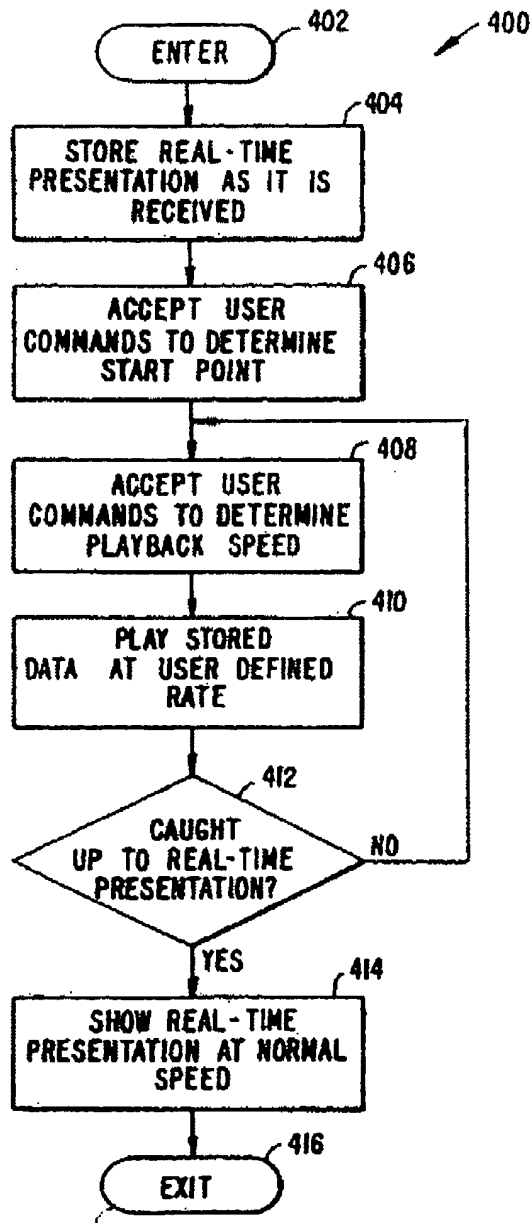 402
400
ENTER
404
STORE REAL-TIME
PRESENTATION AS IT IS
RECEIVED
406
ACCEPT USER
COMMANDS TO DETERMINE
START POINT
408
ACCEPT USER
COMMANDS TO DETERMINE
PLAYBACK SPEED
410
PLAY STORED
DATA AT USER DEFINED
RATE
412
CAUGHT
UP TO REAL-TIME
PRESENTATION?
NO
YES
414
SHOW REAL-TIME
PRESENTATION AT NORMAL
SPEED
416
EXIT